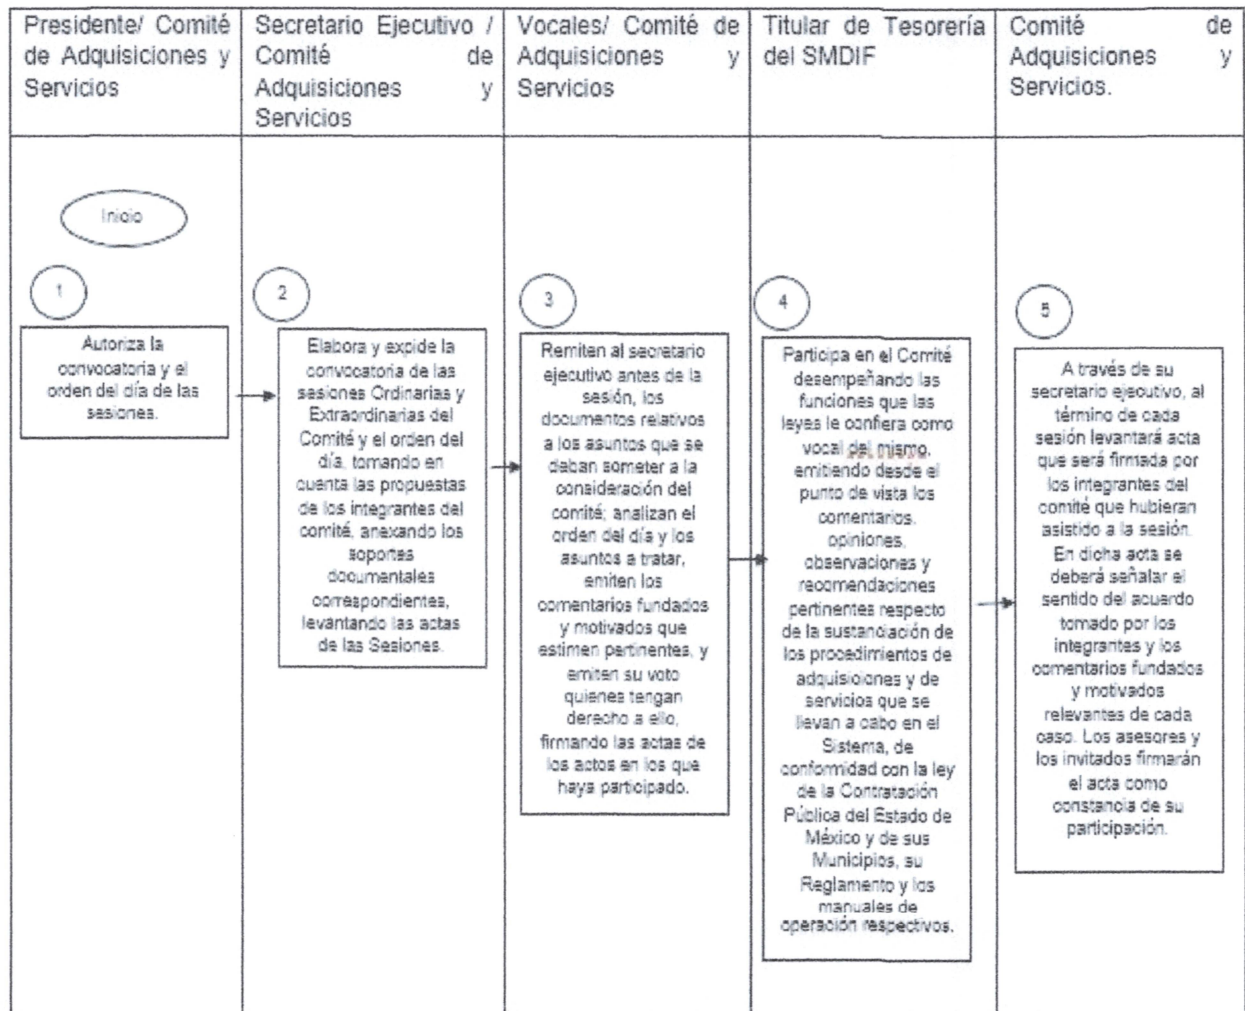 Presidente/ Comité
de Adquisiciones y
Servicios
Secretario Ejecutivo /
Comité de
Adquisiciones y
Servicios
Vocales/ Comité de
Adquisiciones y
Servicios
Titular de Tesorería
del SMDIF
Comité de
Adquisiciones y
Servicios.
Inicio
1
Autoriza la
convocatoria y el
orden del día de las
sesiones.
2
Elabora y expide la
convocatoria de las
sesiones Ordinarias y
Extraordinarias del
Comité y el orden del
día, tomando en
cuenta las propuestas
de los integrantes del
comité, anexando los
soportes
documentales
correspondientes,
levantando las actas
de las Sesiones.
3
Remiten al secretario
ejecutivo antes de la
sesión, los
documentos relativos
a los asuntos que se
deban someter a la
consideración del
comité; analizan el
orden del día y los
asuntos a tratar,
emiten los
comentarios fundados
y motivados que
estimen pertinentes, y
emiten su voto
quienes tengan
derecho a ello,
firmando las actas de
los actos en los que
haya participado.
4
Participa en el Comité
desempeñando las
funciones que las
leyes le confiera como
vocal del mismo,
emitiendo desde el
punto de vista los
comentarios,
opiniones,
observaciones y
recomendaciones
pertinentes respecto
de la sustanciación de
los procedimientos de
adquisiciones y de
servicios que se
llevan a cabo en el
Sistema, de
conformidad con la ley
de la Contratación
Pública del Estado de
México y de sus
Municipios, su
Reglamento y los
manuales de
operación respectivos.
5
A través de su
secretario ejecutivo, al
término de cada
sesión levantará acta
que será firmada por
los integrantes del
comité que hubieran
asistido a la sesión.
En dicha acta se
deberá señalar el
sentido del acuerdo
tomado por los
integrantes y los
comentarios fundados
y motivados
relevantes de cada
caso. Los asesores y
los invitados firmarán
el acta como
constancia de su
participación.